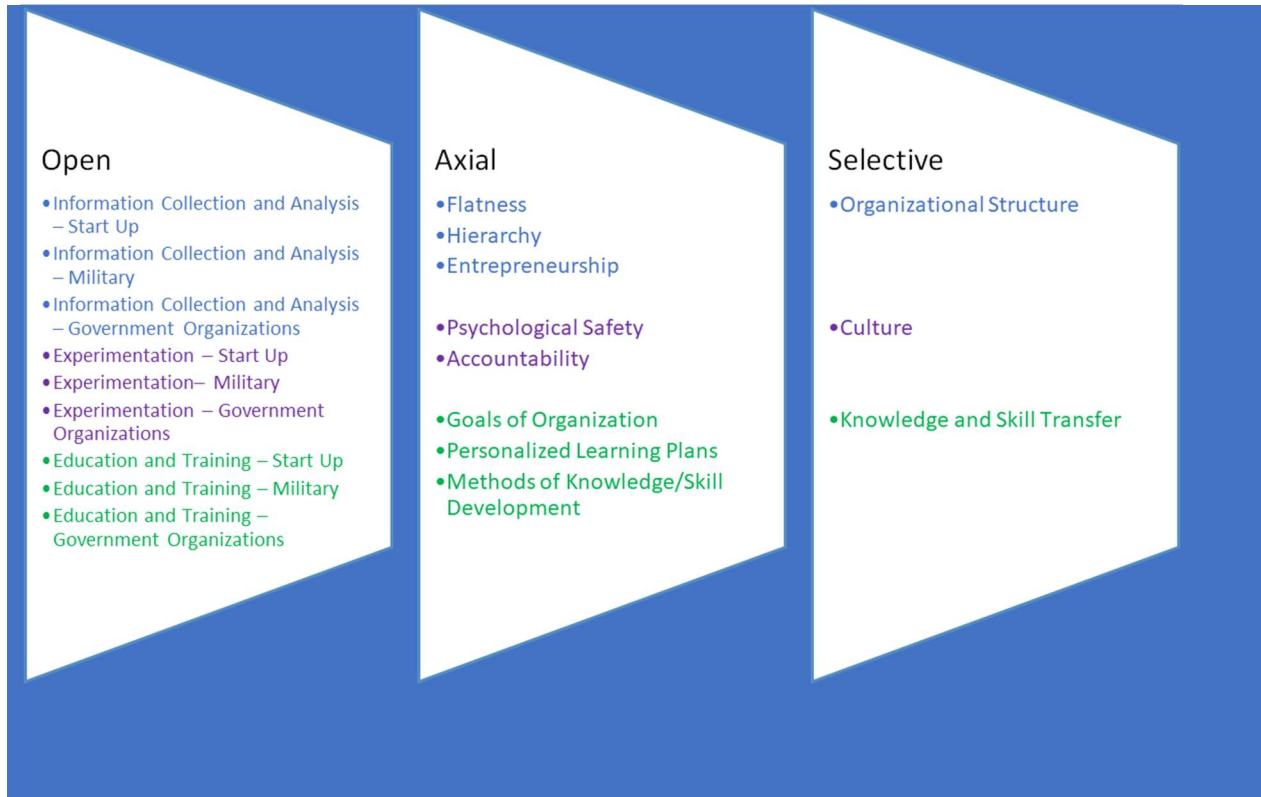 Open
•Information Collection and Analysis
– Start Up
•Information Collection and Analysis
– Military
•Information Collection and Analysis
– Government Organizations
•Experimentation – Start Up
•Experimentation– Military
•Experimentation – Government
Organizations
•Education and Training – Start Up
•Education and Training – Military
•Education and Training –
Government Organizations
Axial
•Flatness
•Hierarchy
•Entrepreneurship
•Psychological Safety
•Accountability
•Goals of Organization
•Personalized Learning Plans
•Methods of Knowledge/Skill
Development
Selective
•Organizational Structure
•Culture
•Knowledge and Skill Transfer